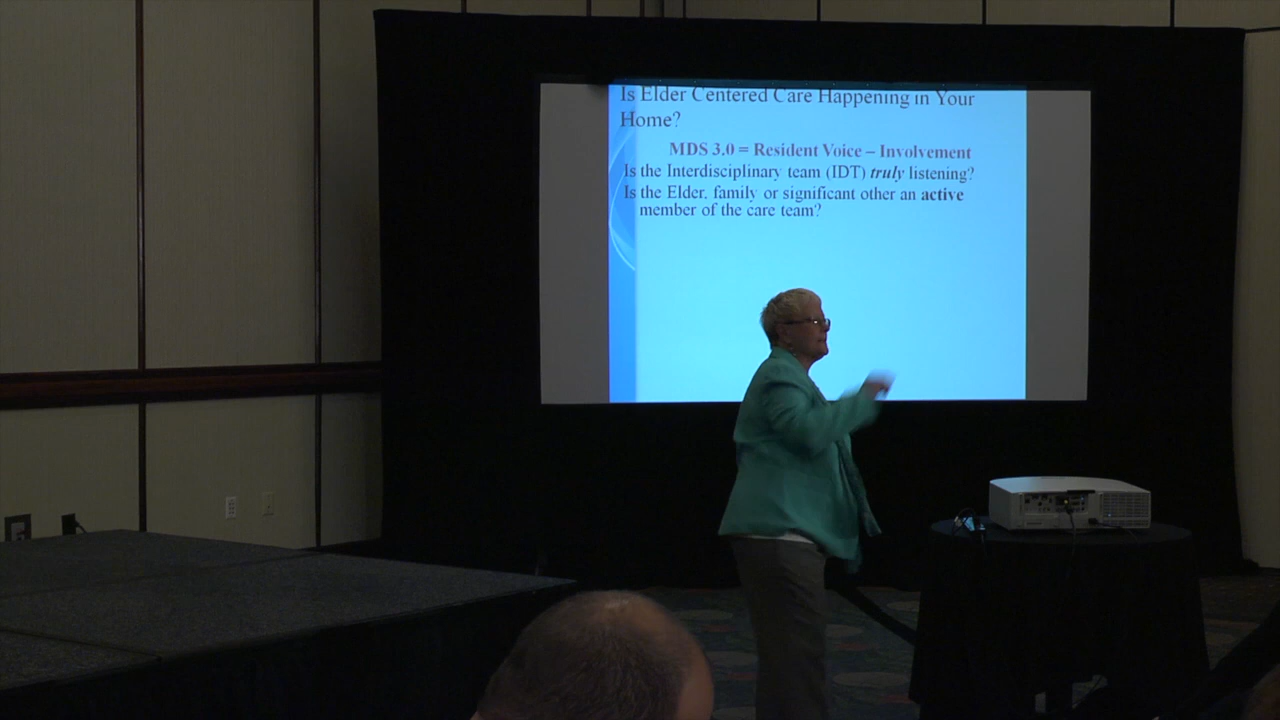 Is Elder Centered Care Happening in Your
Home?
MDS 3.0 = Resident Voice – Involvement
Is the Interdisciplinary team (IDT) truly listening?
Is the Elder, family or significant other an active
member of the care team?